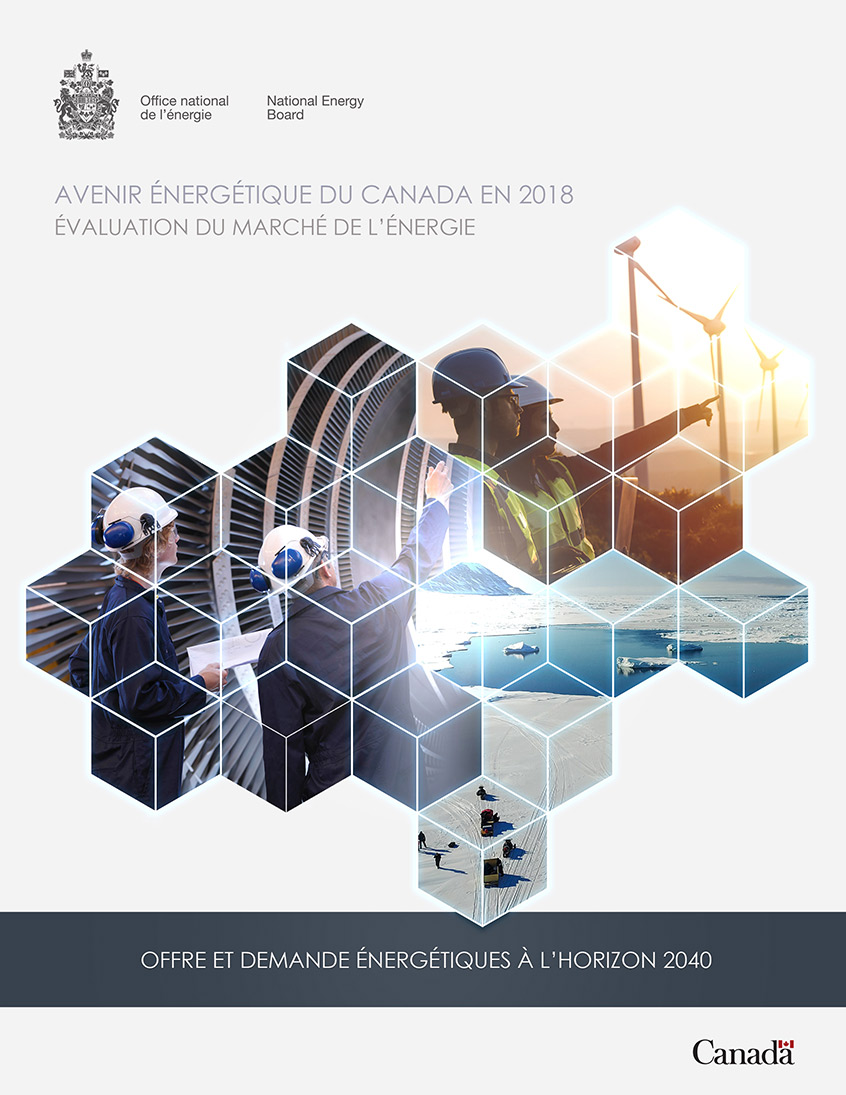 Office national
de l'énergie
National Energy
Board
AVENIR ÉNERGÉTIQUE DU CANADA EN 2018
ÉVALUATION DU MARCHÉ DE L'ÉNERGIE
OFFRE ET DEMANDE ÉNERGÉTIQUES À L'HORIZON 2040
Canada